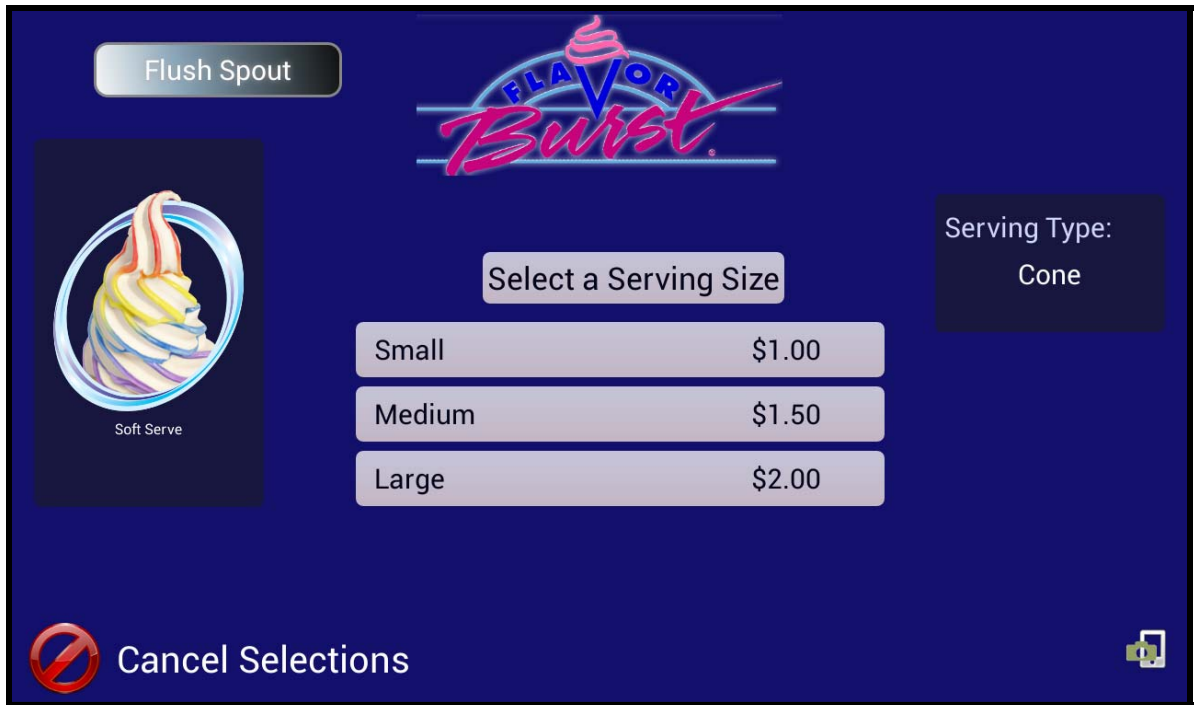 Flush Spout
FLAVOR
Burst.
Serving Type:
Cone
Select a Serving Size
Small $1.00
Medium $1.50
Large $2.00
Soft Serve
Cancel Selections